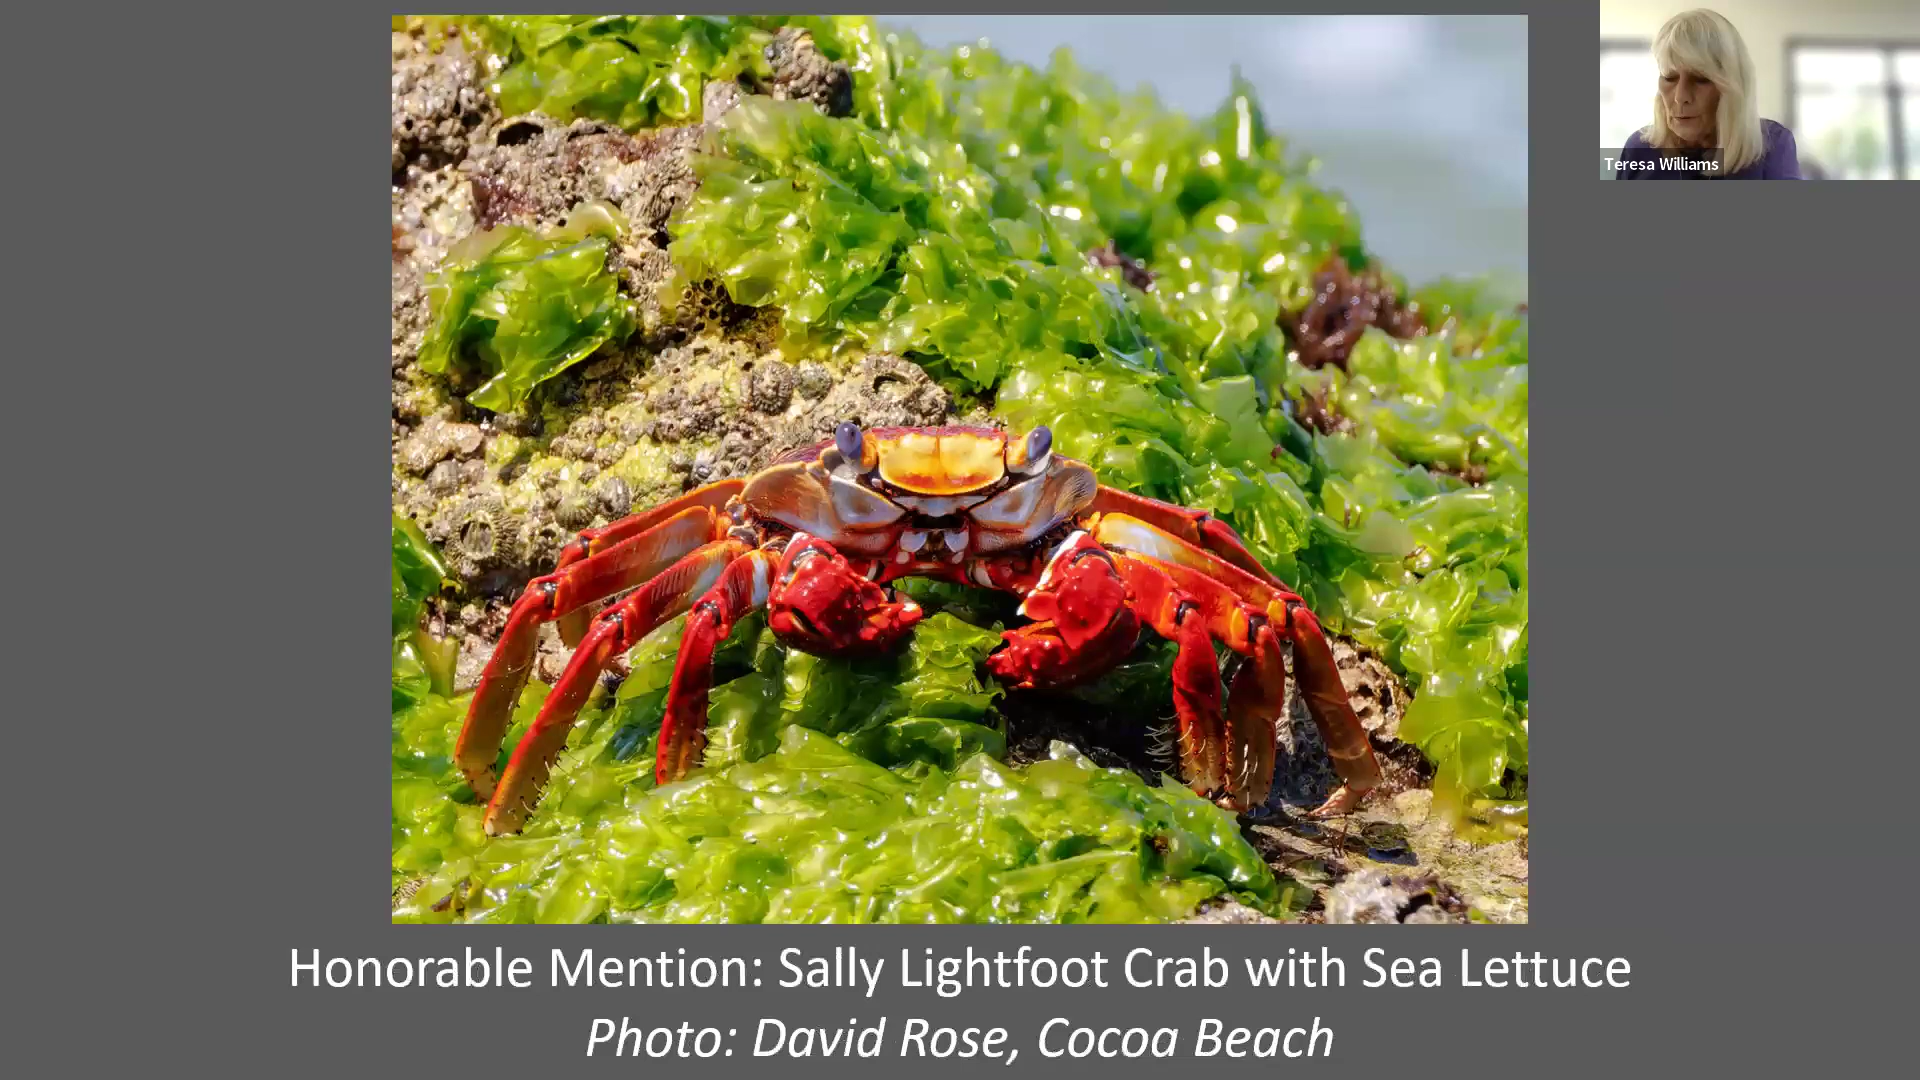 Teresa Williams
Honorable Mention: Sally Lightfoot Crab with Sea Lettuce
Photo: David Rose, Cocoa Beach